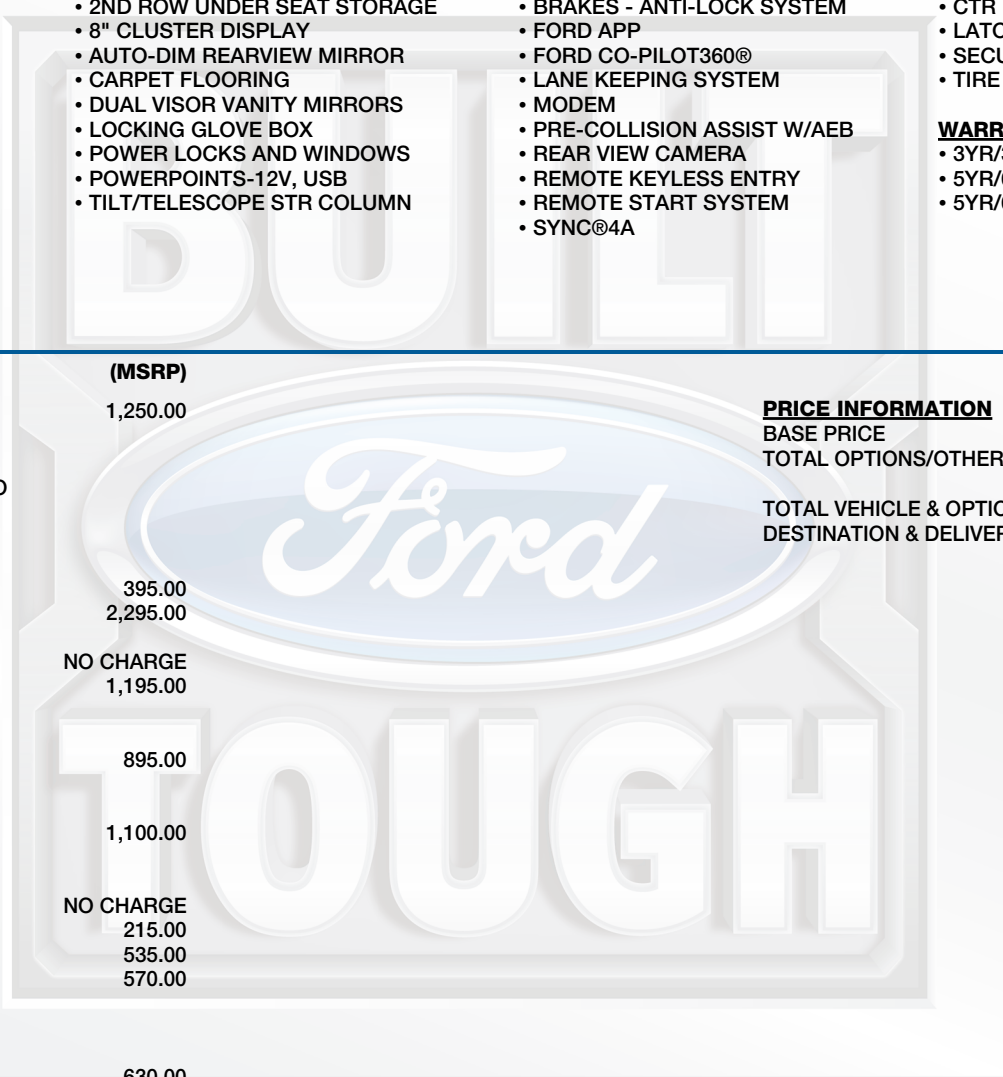 • 2ND ROW UNDER SEAT STORAGE
• 8" CLUSTER DISPLAY
• AUTO-DIM REARVIEW MIRROR
• CARPET FLOORING
• DUAL VISOR VANITY MIRRORS
• LOCKING GLOVE BOX
• POWER LOCKS AND WINDOWS
• POWERPOINTS-12V, USB
• TILT/TELESCOPE STR COLUMN
• BRAKES - ANTI-LOCK SYSTEM
• FORD APP
• FORD CO-PILOT360®
• LANE KEEPING SYSTEM
• MODEM
• PRE-COLLISION ASSIST W/AEB
• REAR VIEW CAMERA
• REMOTE KEYLESS ENTRY
• REMOTE START SYSTEM
• SYNC®4A
• CTR
• TIRE
• 3YR/
• 5YR/
• 5YR/
BUILT
Ford
TOUGH
(MSRP)
1,250.00
395.00
2,295.00
NO CHARGE
1,195.00
895.00
1,100.00
NO CHARGE
215.00
535.00
570.00
630.00
PRICE INFORMATION
BASE PRICE
TOTAL OPTIONS/OTHER
TOTAL VEHICLE & OPTIO
DESTINATION & DELIVER